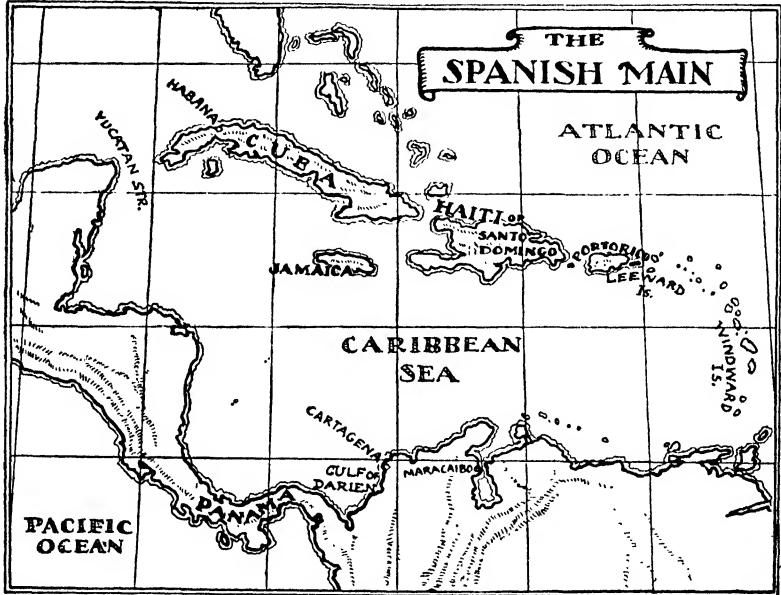 THE
SPANISH MAIN
ATLANTIC
OCEAN
HABANA
YUCATAN STR.
CUBA
HAITI OR
SANTO
DOMINGO
PORTORICO
LEEWARD
Is.
JAMAICA
WINDWARD
IS.
CARIBBEAN
SEA
CARTAGENA
GULF OF
DARIEN
MARACAIBO
PANAMA
PACIFIC
OCEAN